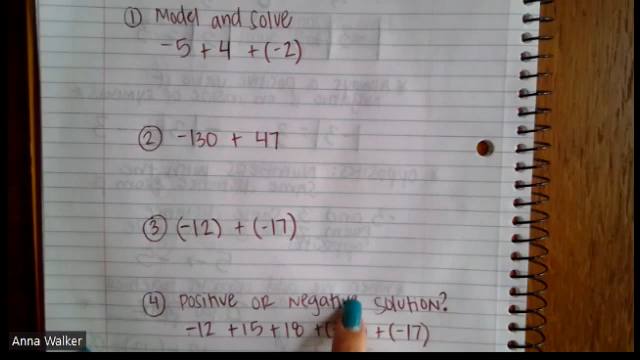 ① Model and solve
-5 + 4 + (-2)
② -130 + 47
③ (-12) + (-17)
④ Positive OR Negative solution?
-12 + 15 + 18 + ( + (-17)
Anna Walker